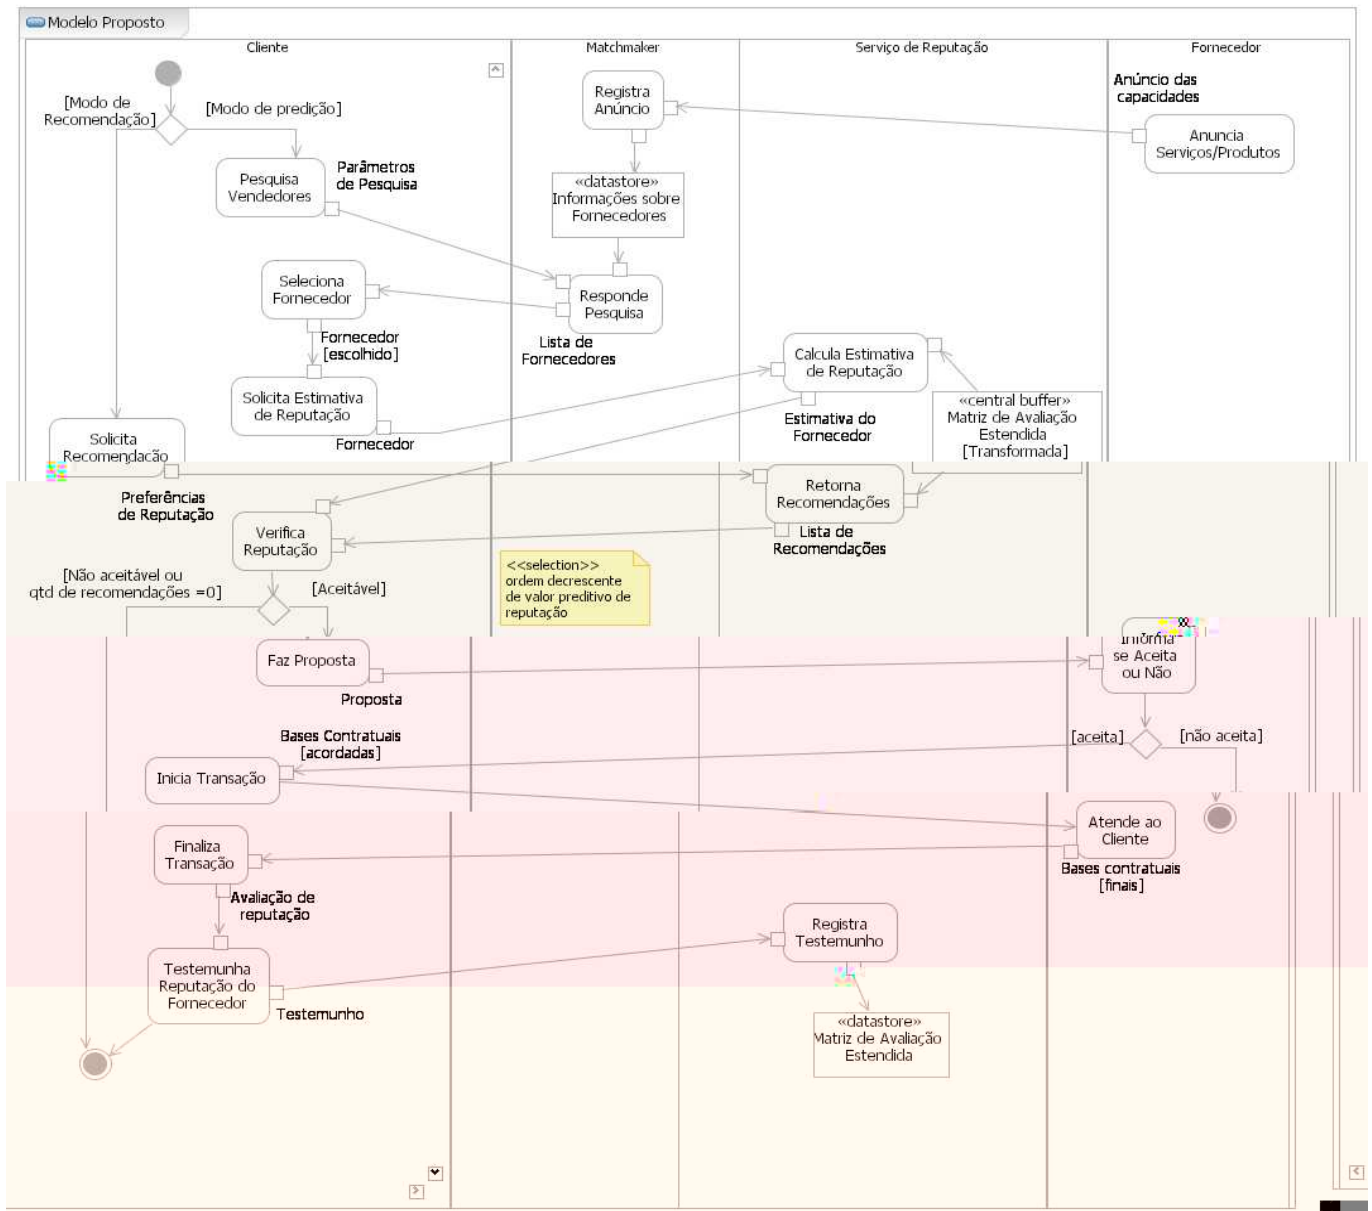 Modelo Proposto
Cliente
Matchmaker
Serviço de Reputação
Fornecedor
[Modo de
Recomendação]
[Modo de predição]
Registra
Anúncio
Anúncio das
capacidades
Anuncia
Serviços/Produtos
Pesquisa
Vendedores
Parâmetros
de Pesquisa
«datastore»
Informações sobre
Fornecedores
Seleciona
Fornecedor
Responde
Pesquisa
Fornecedor
[escolhido]
Lista de
Fornecedores
Calcula Estimativa
de Reputação
Solicita Estimativa
de Reputação
Fornecedor
Estimativa do
Fornecedor
«central buffer»
Matriz de Avaliação
Estendida
[Transformada]
Solicita
Recomendação
Preferências
de Reputação
Retorna
Recomendações
Lista de
Recomendações
Verifica
Reputação
<<selection>>
ordem decrescente
de valor preditivo de
reputação
[Não aceitável ou
qtd de recomendações =0]
[Aceitável]
Faz Proposta
Proposta
Informa
se Aceita
ou Não
Bases Contratuais
[acordadas]
[aceita]
[não aceita]
Inicia Transação
Atende ao
Cliente
Bases contratuais
[finais]
Finaliza
Transação
Avaliação de
reputação
Registra
Testemunho
Testemunha
Reputação do
Fornecedor
Testemunho
«datastore»
Matriz de Avaliação
Estendida